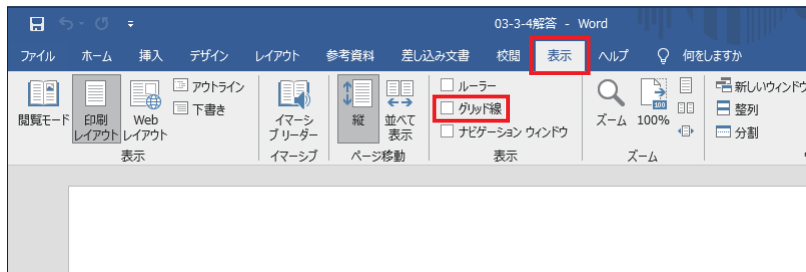 03-3-4解答 - Word
ファイル ホーム 挿入 デザイン レイアウト 参考資料 差し込み文書 校閲 表示 ヘルプ 何をしますか
閲覧モード
印刷
レイアウト
Web
レイアウト
アウトライン
下書き
表示
イマーシ
ブ リーダー
イマーシブ
縦
並べて
表示
ページ移動
ルーラー
グリッド線
ナビゲーション ウィンドウ
表示
ズーム
100
100%
ズーム
新しいウィンドウ
整列
分割